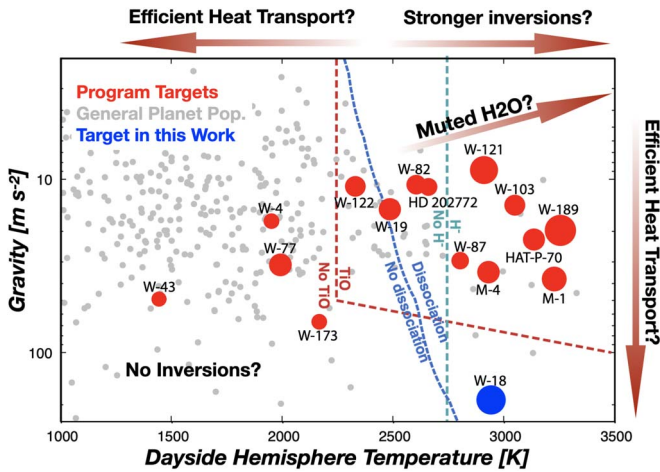 Efficient Heat Transport?
Stronger inversions?
Program Targets
General Planet Pop.
Target in this Work
Muted H2O?
Efficient Heat Transport?
Gravity [m s-2]
10
100
W-121
W-82
W-103
W-4
W-122
HD 202772
W-189
W-19
W-77
W-87
HAT-P-70
W-43
M-4
M-1
W-173
No TiO
TiO
No dissociation
Dissociation
No H-
H-
No Inversions?
W-18
1000
1500
2000
2500
3000
3500
Dayside Hemisphere Temperature [K]